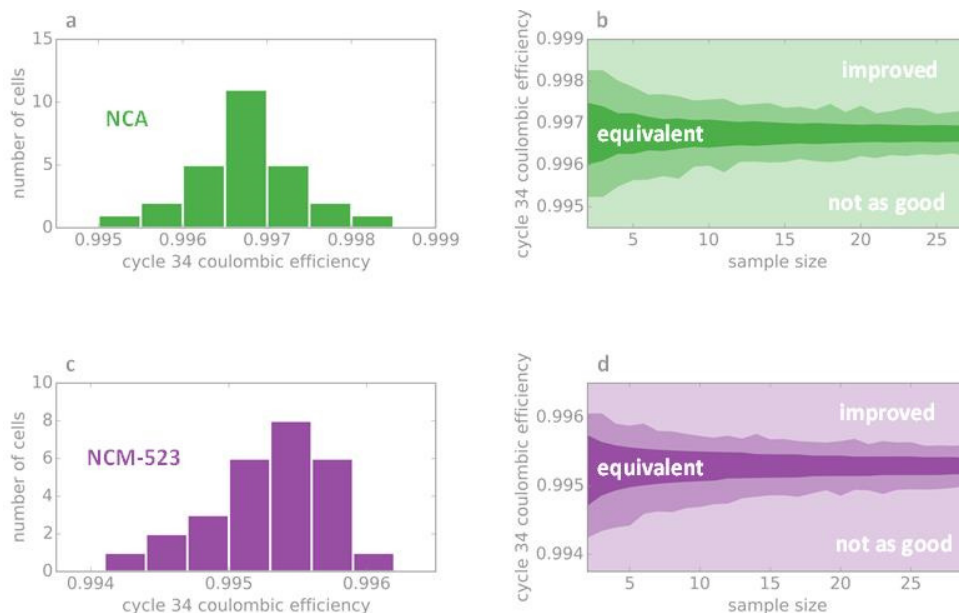 a
15
10
5
0
number of cells
NCA
0.995 0.996 0.997 0.998 0.999
cycle 34 coulombic efficiency
b
0.999
0.998
0.997
0.996
0.995
cycle 34 coulombic efficiency
improved
equivalent
not as good
5 10 15 20 25
sample size
c
10
8
6
4
2
0
number of cells
NCM-523
0.994 0.995 0.996
cycle 34 coulombic efficiency
d
0.996
0.995
0.994
cycle 34 coulombic efficiency
improved
equivalent
not as good
5 10 15 20 25
sample size